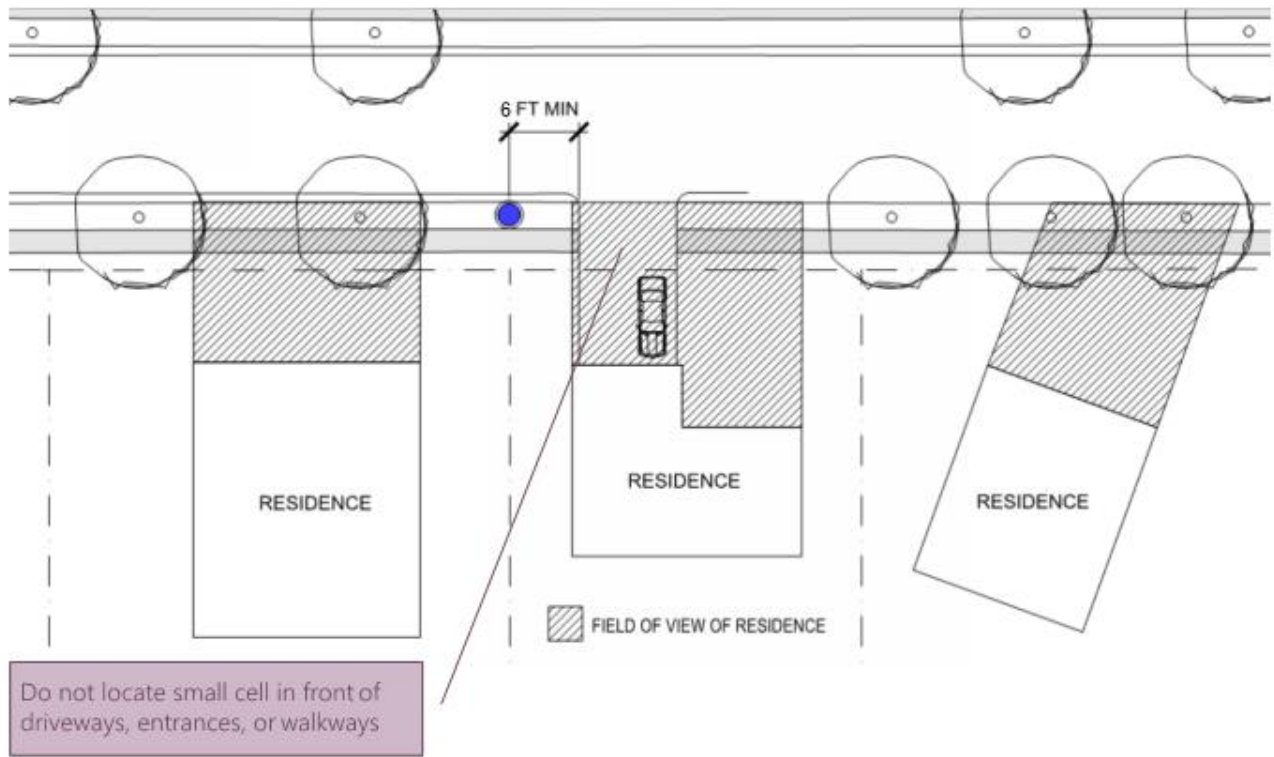 6 FT MIN
RESIDENCE
RESIDENCE
RESIDENCE
FIELD OF VIEW OF RESIDENCE
Do not locate small cell in front of
driveways, entrances, or walkways